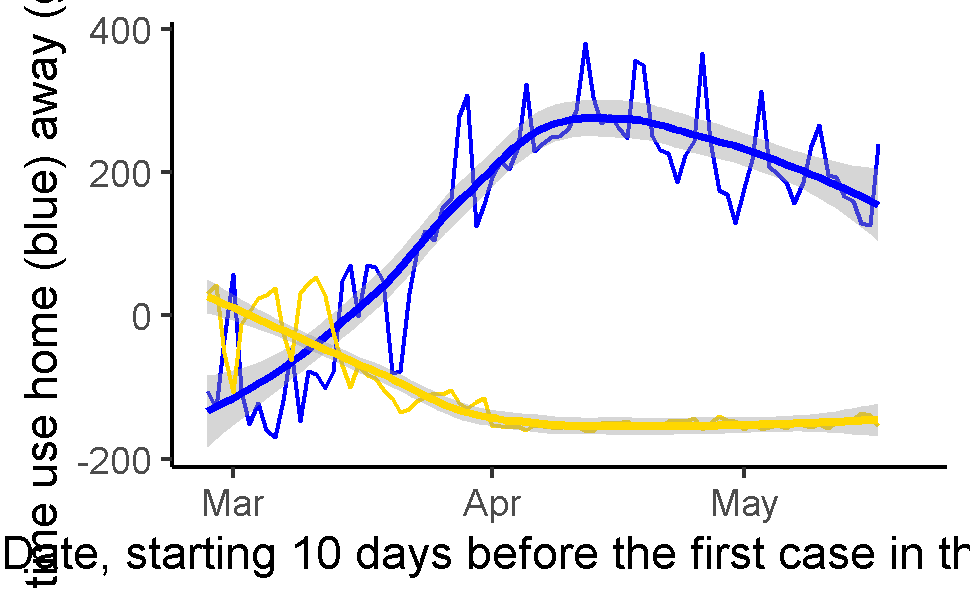 time use home (blue) away (g
400
200
0
-200
Mar Apr May
Date, starting 10 days before the first case in th